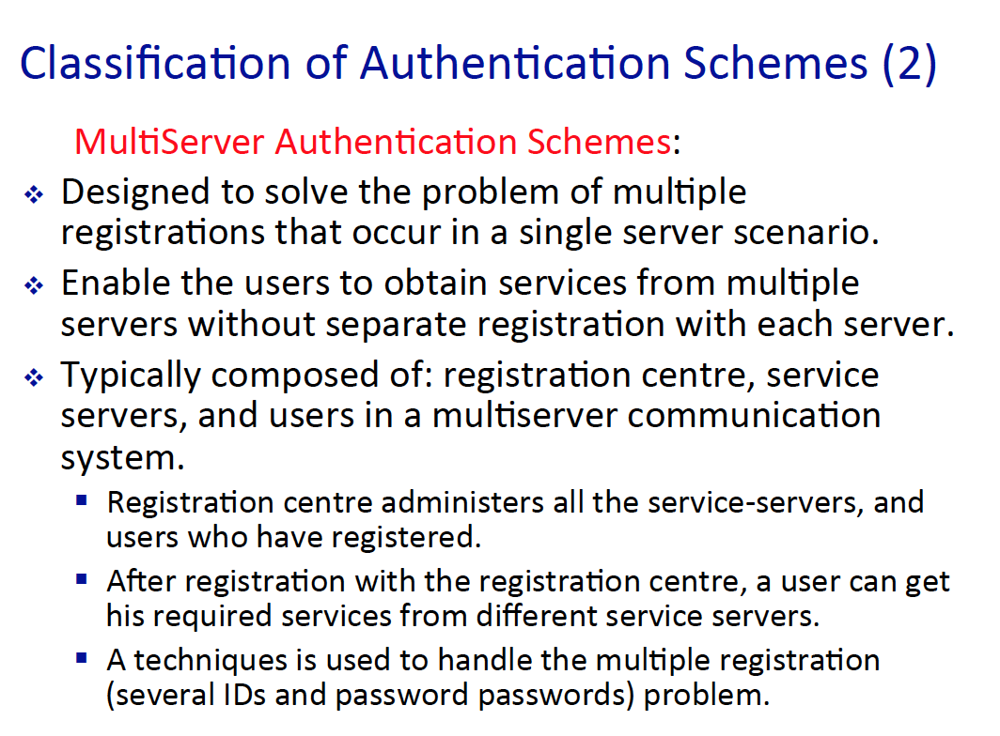 Classification of Authentication Schemes (2)
MultiServer Authentication Schemes:
❖ Designed to solve the problem of multiple
registrations that occur in a single server scenario.
❖ Enable the users to obtain services from multiple
servers without separate registration with each server.
❖ Typically composed of: registration centre, service
servers, and users in a multiserver communication
system.
▪ Registration centre administers all the service-servers, and
users who have registered.
▪ After registration with the registration centre, a user can get
his required services from different service servers.
▪ A techniques is used to handle the multiple registration
(several IDs and password passwords) problem.